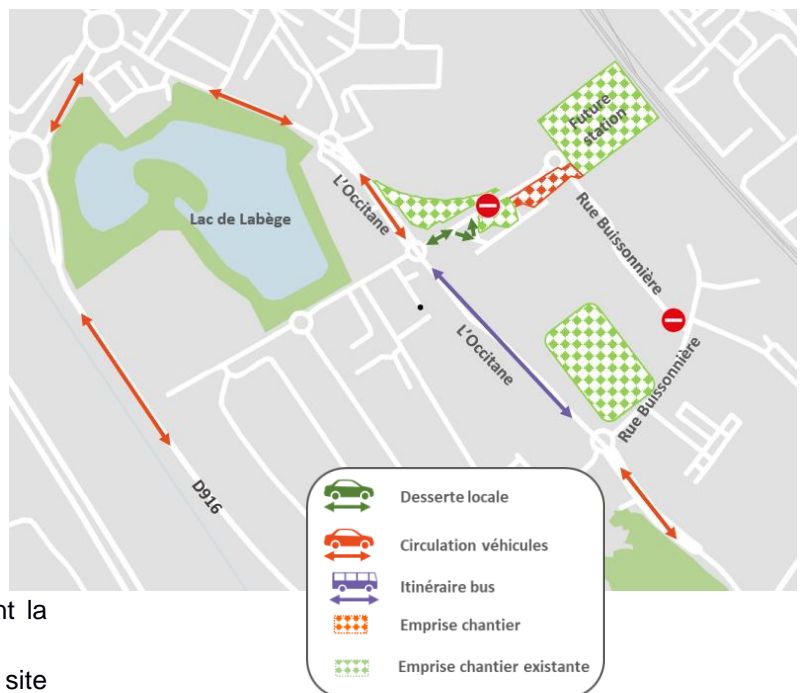 Future
station
L'Occitane
Lac de Labège
Rue Buissonnière
L'Occitane
Rue Buissonnière
D916
Desserte locale
Circulation véhicules
Itinéraire bus
Emprise chantier
Emprise chantier existante
nt la
site